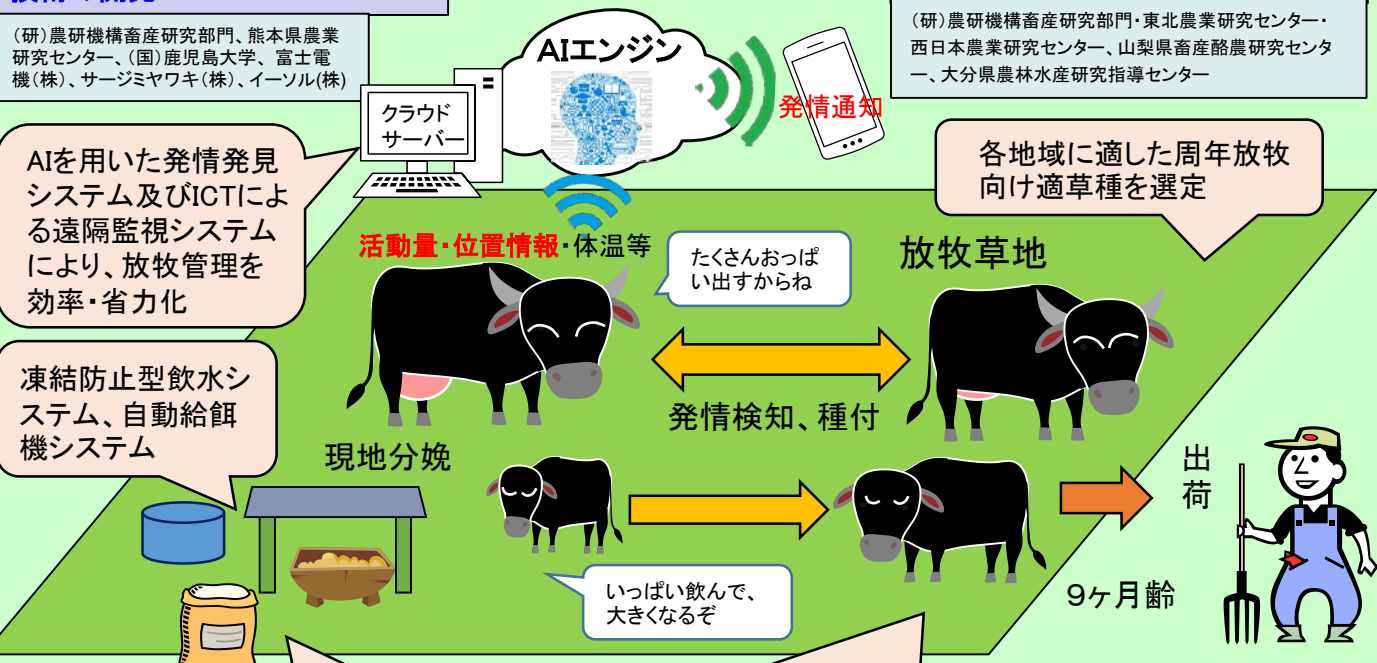 (研)農研機構畜産研究部門、熊本県農業
研究センター、(国)鹿児島大学、富士電
機(株)、サージミヤワキ(株)、イーソル(株)
(研)農研機構畜産研究部門・東北農業研究センター・
西日本農業研究センター、山梨県畜産酪農研究センタ
ー、大分県農林水産研究指導センター
AIエンジン
クラウド
サーバー
発情通知
AIを用いた発情発見
システム及びICTによ
る遠隔監視システム
により、放牧管理を
効率・省力化
各地域に適した周年放牧
向け適草種を選定
活動量・位置情報・体温等
たくさんおっぱ
い出すからね
放牧草地
凍結防止型飲水シ
ステム、自動給餌
機システム
発情検知、種付
現地分娩
出
荷
いっぱい飲んで、
大きくなるぞ
9ヶ月齢